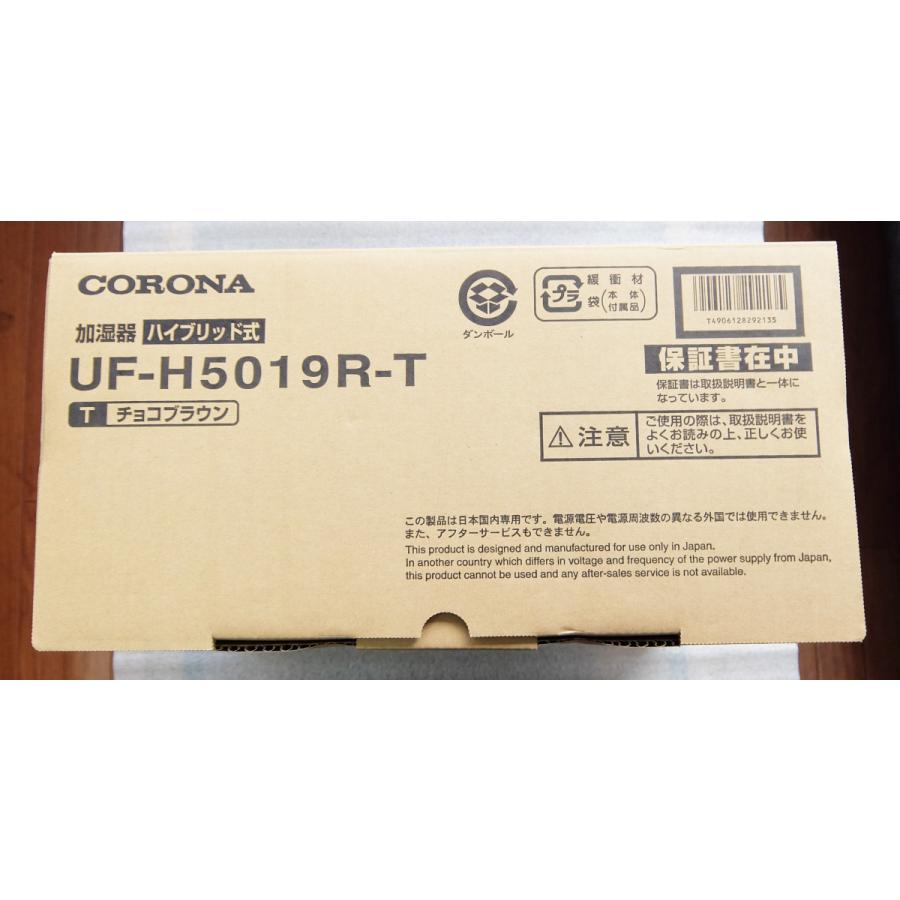 CORONA
加湿器 ハイブリッド式
UF-H5019R-T
T チョコブラウン
ダンボール
プラ
緩衝材
袋(本体付属品)
T4906128292135
保証書在中
保証書は取扱説明書と一体に
なっています。
注意
ご使用の際は、取扱説明書を
よくお読みの上、正しくお使
いください。
この製品は日本国内専用です。電源電圧や電源周波数の異なる外国では使用できません。
また、アフターサービスもできません。
This product is designed and manufactured for use only in Japan.
In another country which differs in voltage and frequency of the power supply from Japan,
this product cannot be used and any after-sales service is not available.